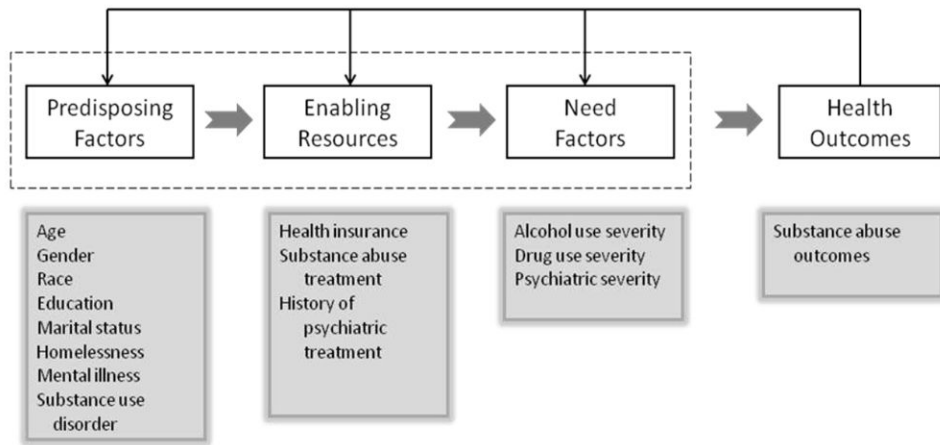 Predisposing
Factors
Enabling
Resources
Need
Factors
Health
Outcomes
Age
Gender
Race
Education
Marital status
Homelessness
Mental illness
Substance use
disorder
Health insurance
Substance abuse
treatment
History of
psychiatric
treatment
Alcohol use severity
Drug use severity
Psychiatric severity
Substance abuse
outcomes